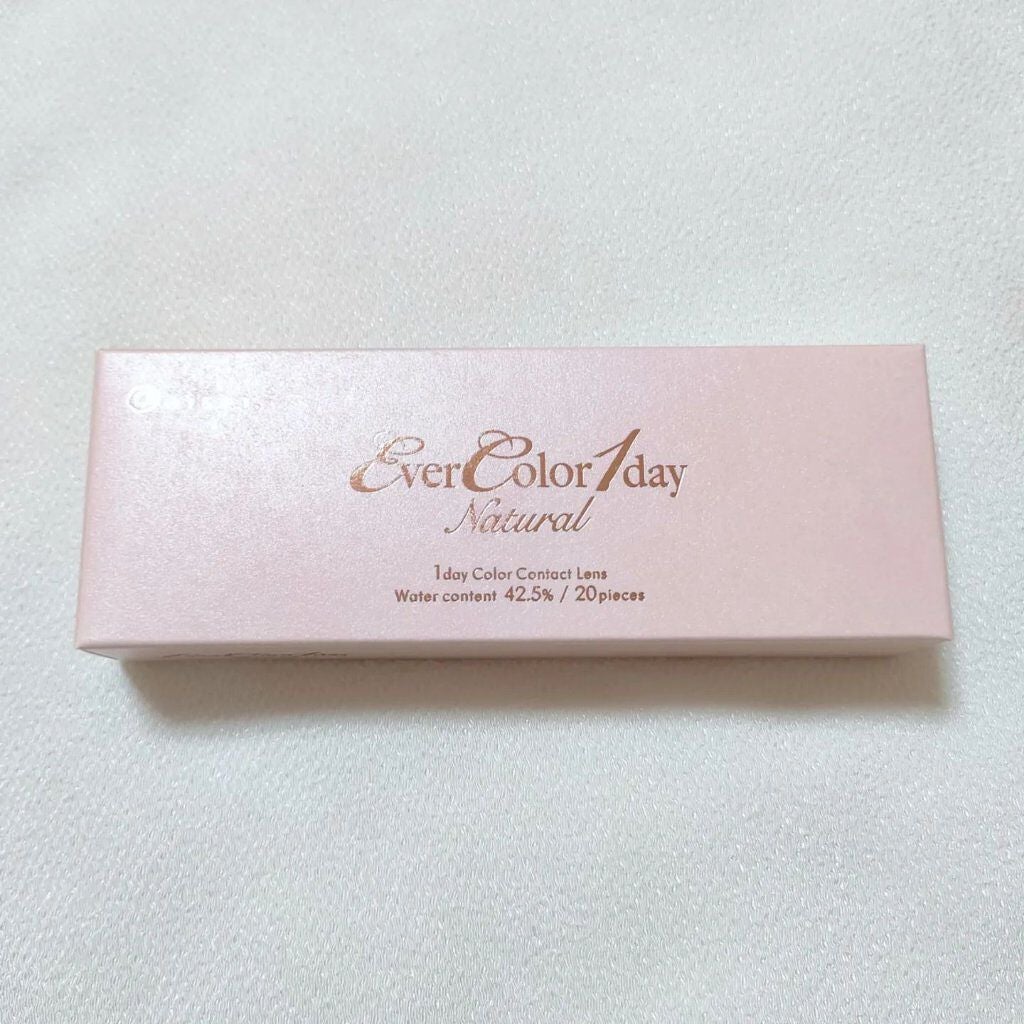 EverColor1day
Natural
1day Color Contact Lens
Water content 42.5% / 20pieces